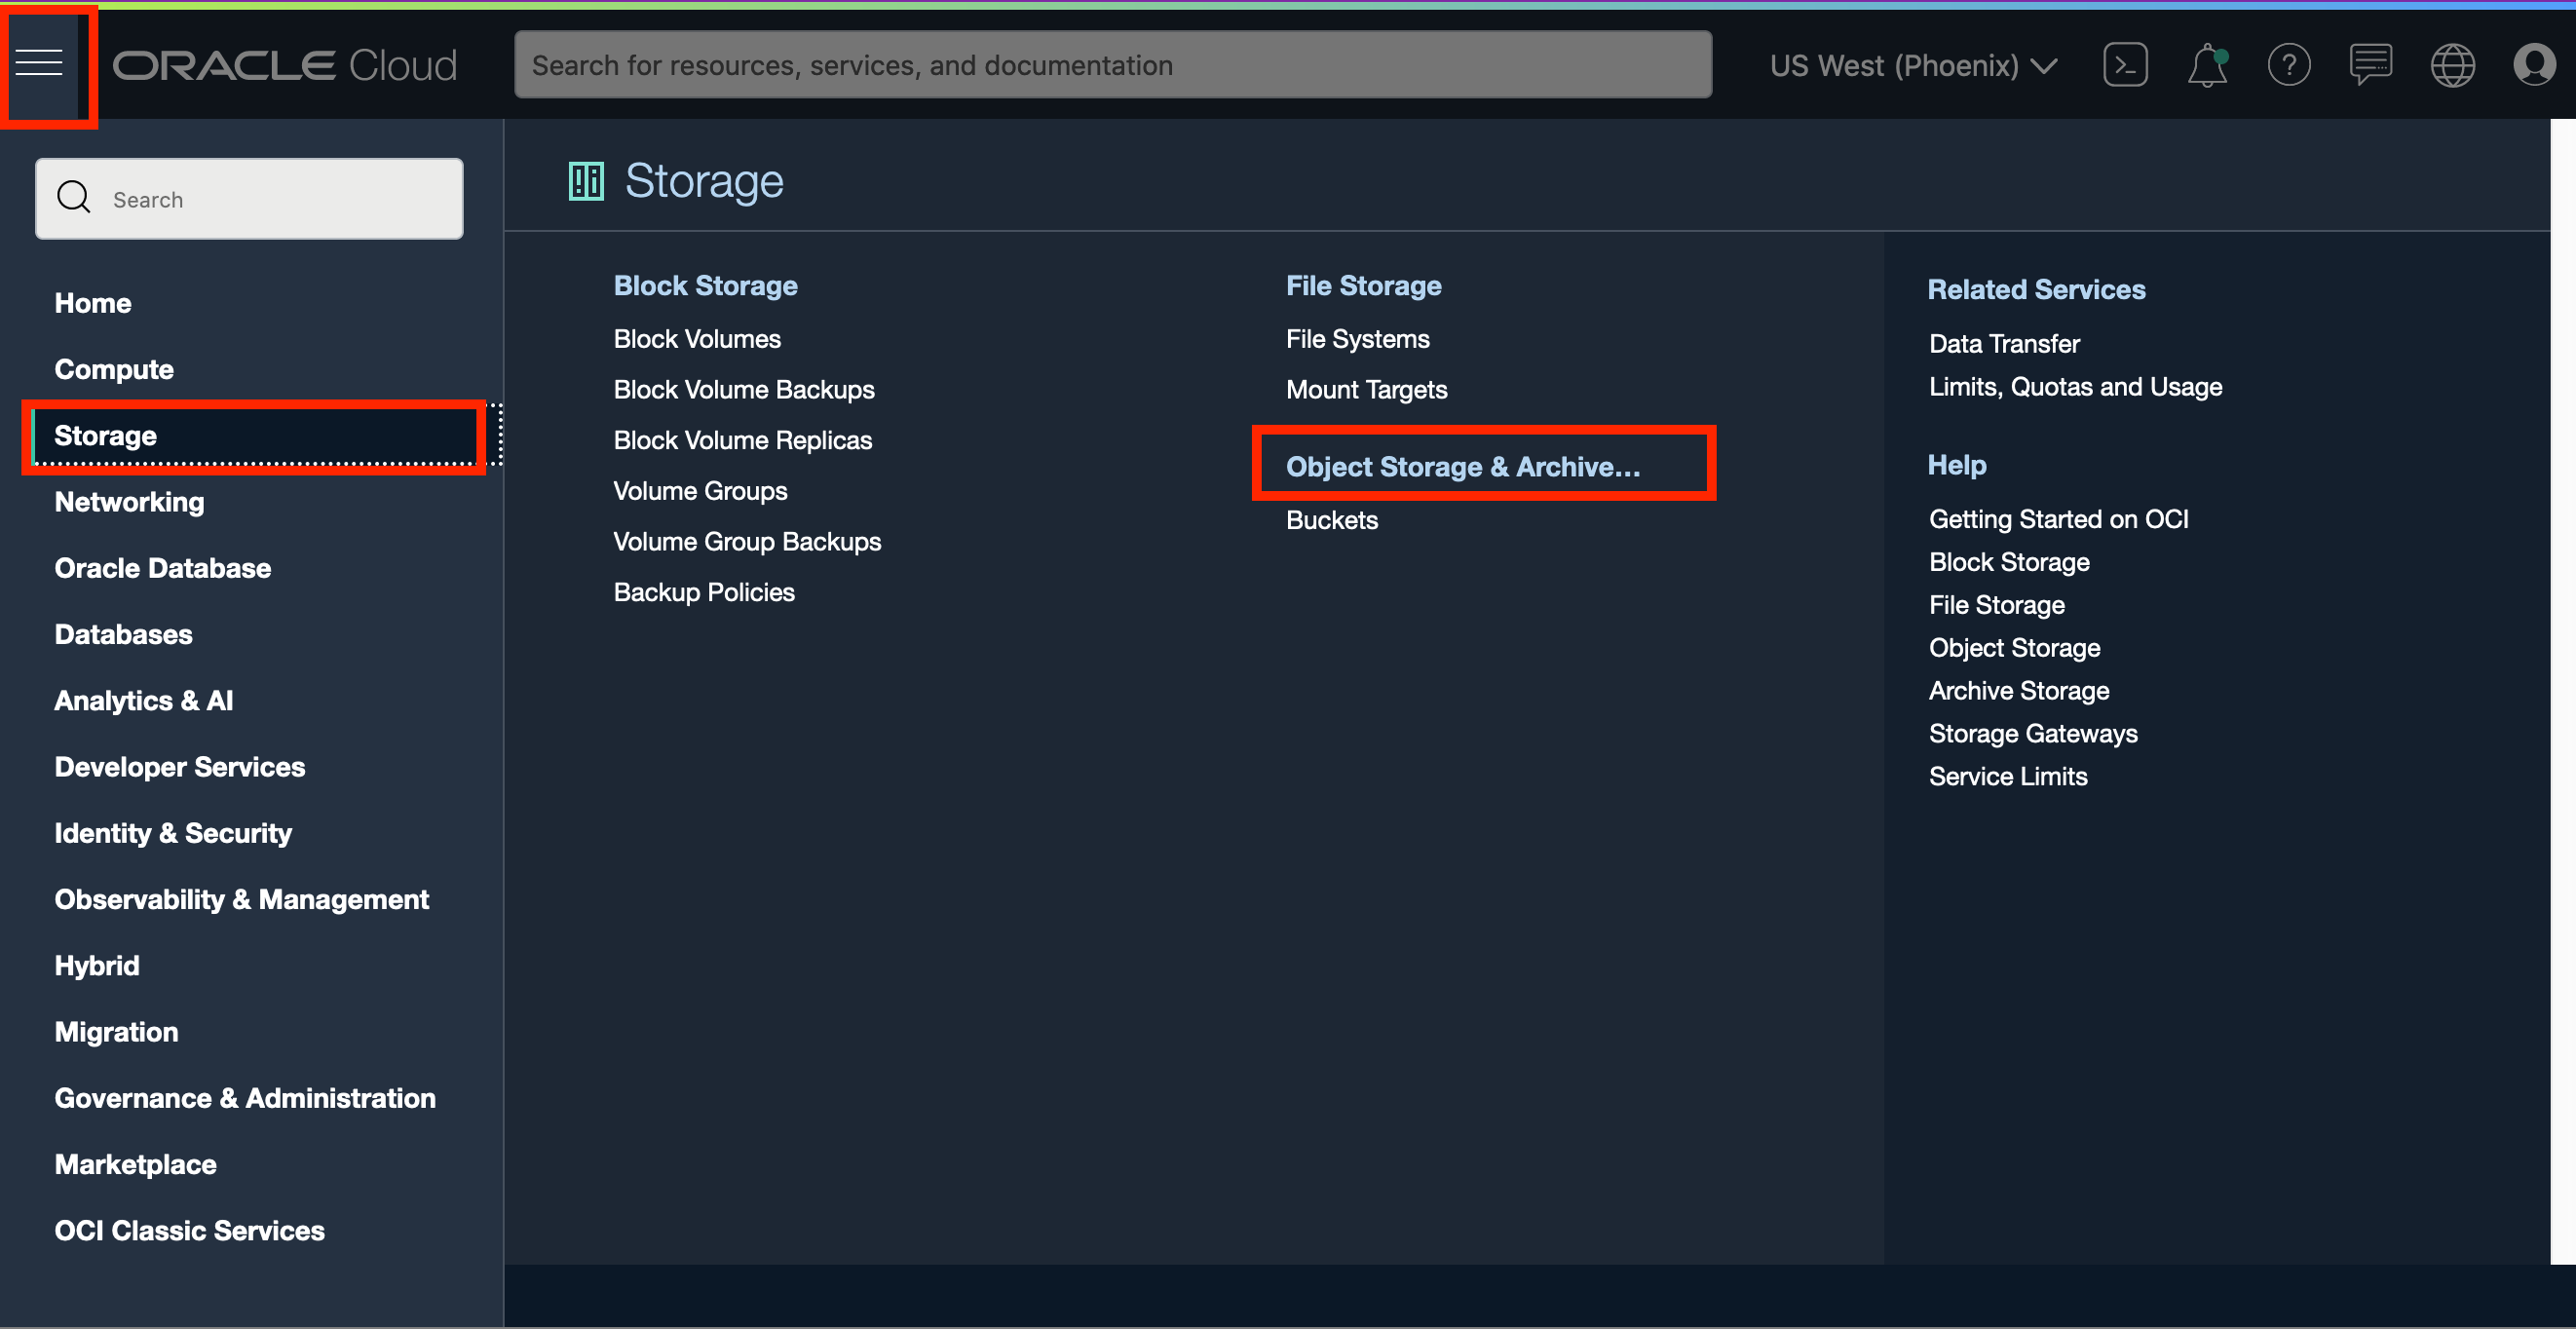 ORACLE Cloud
Search for resources, services, and documentation
US West (Phoenix)
Search
Home
Compute
Storage
Networking
Oracle Database
Databases
Analytics & AI
Developer Services
Identity & Security
Observability & Management
Hybrid
Migration
Governance & Administration
Marketplace
OCI Classic Services
Storage
Block Storage
Block Volumes
Block Volume Backups
Block Volume Replicas
Volume Groups
Volume Group Backups
Backup Policies
File Storage
File Systems
Mount Targets
Object Storage & Archive...
Buckets
Related Services
Data Transfer
Limits, Quotas and Usage
Help
Getting Started on OCI
Block Storage
File Storage
Object Storage
Archive Storage
Storage Gateways
Service Limits